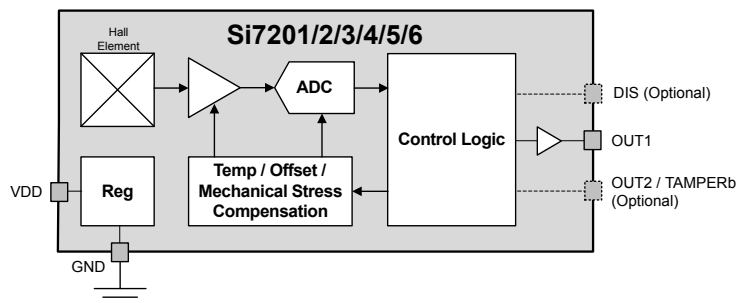 Si7201/2/3/4/5/6
Hall
Element
ADC
Control Logic
Temp / Offset /
Mechanical Stress
Compensation
Reg
VDD
GND
DIS (Optional)
OUT1
OUT2 / TAMPERb
(Optional)